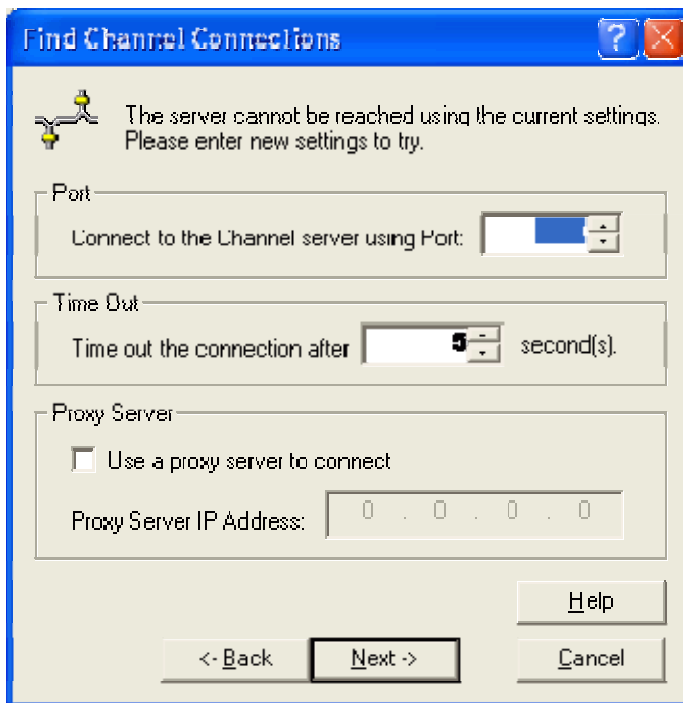 Find Channel Connections
The server cannot be reached using the current settings.
Please enter new settings to try.
Port
Connect to the Channel server using Port:
Time Out
Time out the connection after second(s).
Proxy Server
Use a proxy server to connect
Proxy Server IP Address: 0 . 0 . 0 . 0
Help
<- Back Next -> Cancel